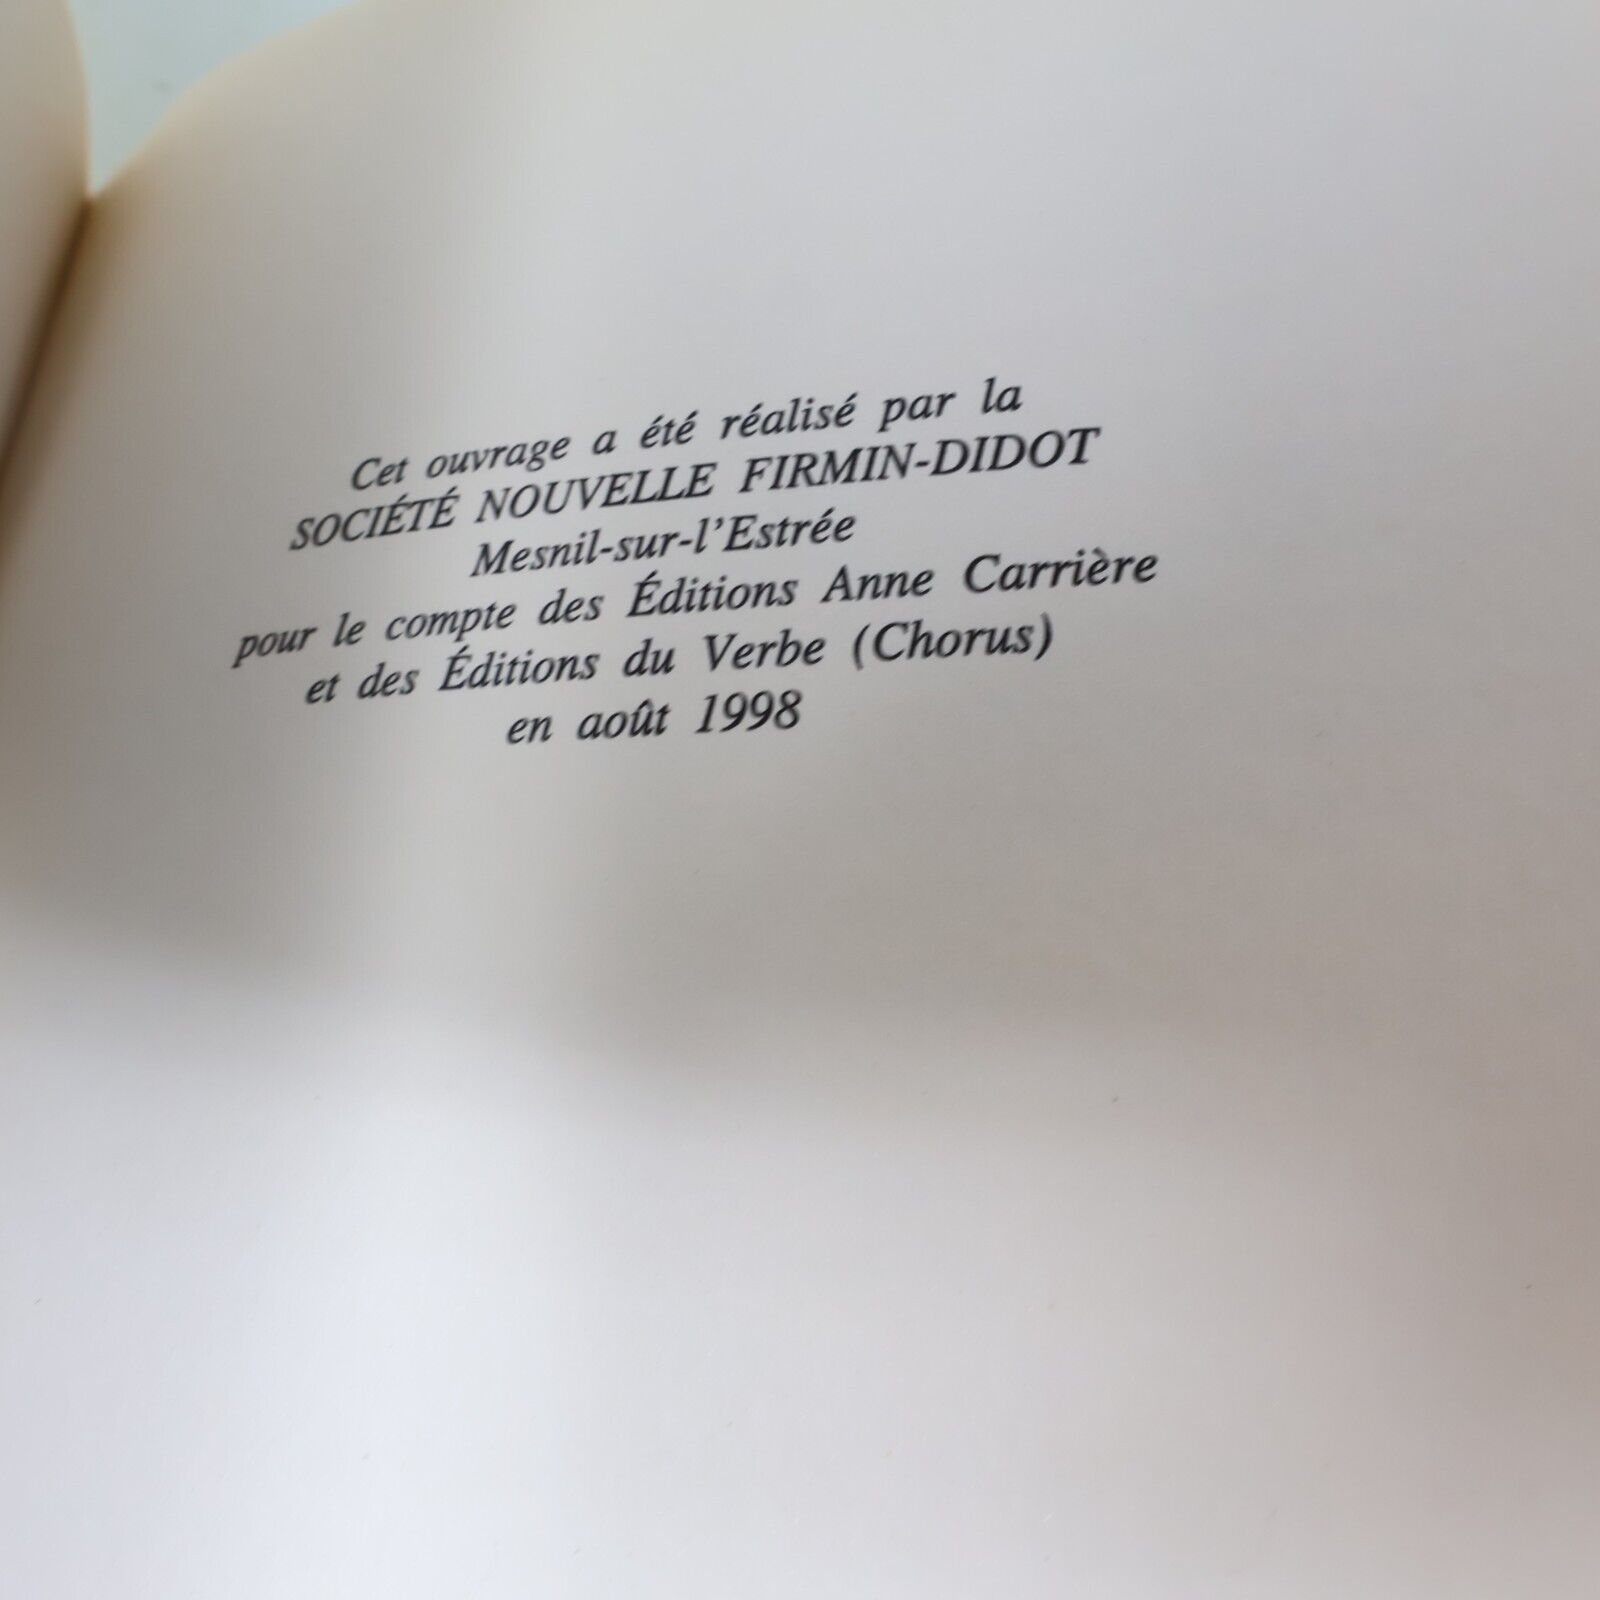 Cet ouvrage a été réalisé par la
SOCIÉTÉ NOUVELLE FIRMIN-DIDOT
Mesnil-sur-l'Estrée
pour le compte des Éditions Anne Carrière
et des Éditions du Verbe (Chorus)
en août 1998